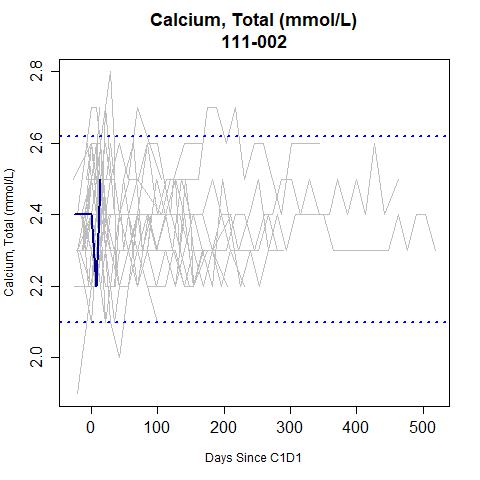 Calcium, Total (mmol/L)
111-002
Calcium, Total (mmol/L)
2.8
2.6
2.4
2.2
2.0
0 100 200 300 400 500
Days Since C1D1